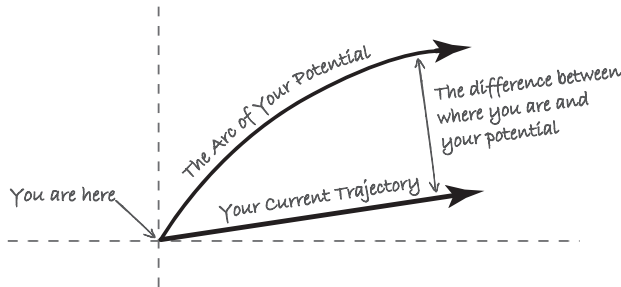 The Arc of Your Potential
The difference between
where you are and
your potential
You are here
Your Current Trajectory